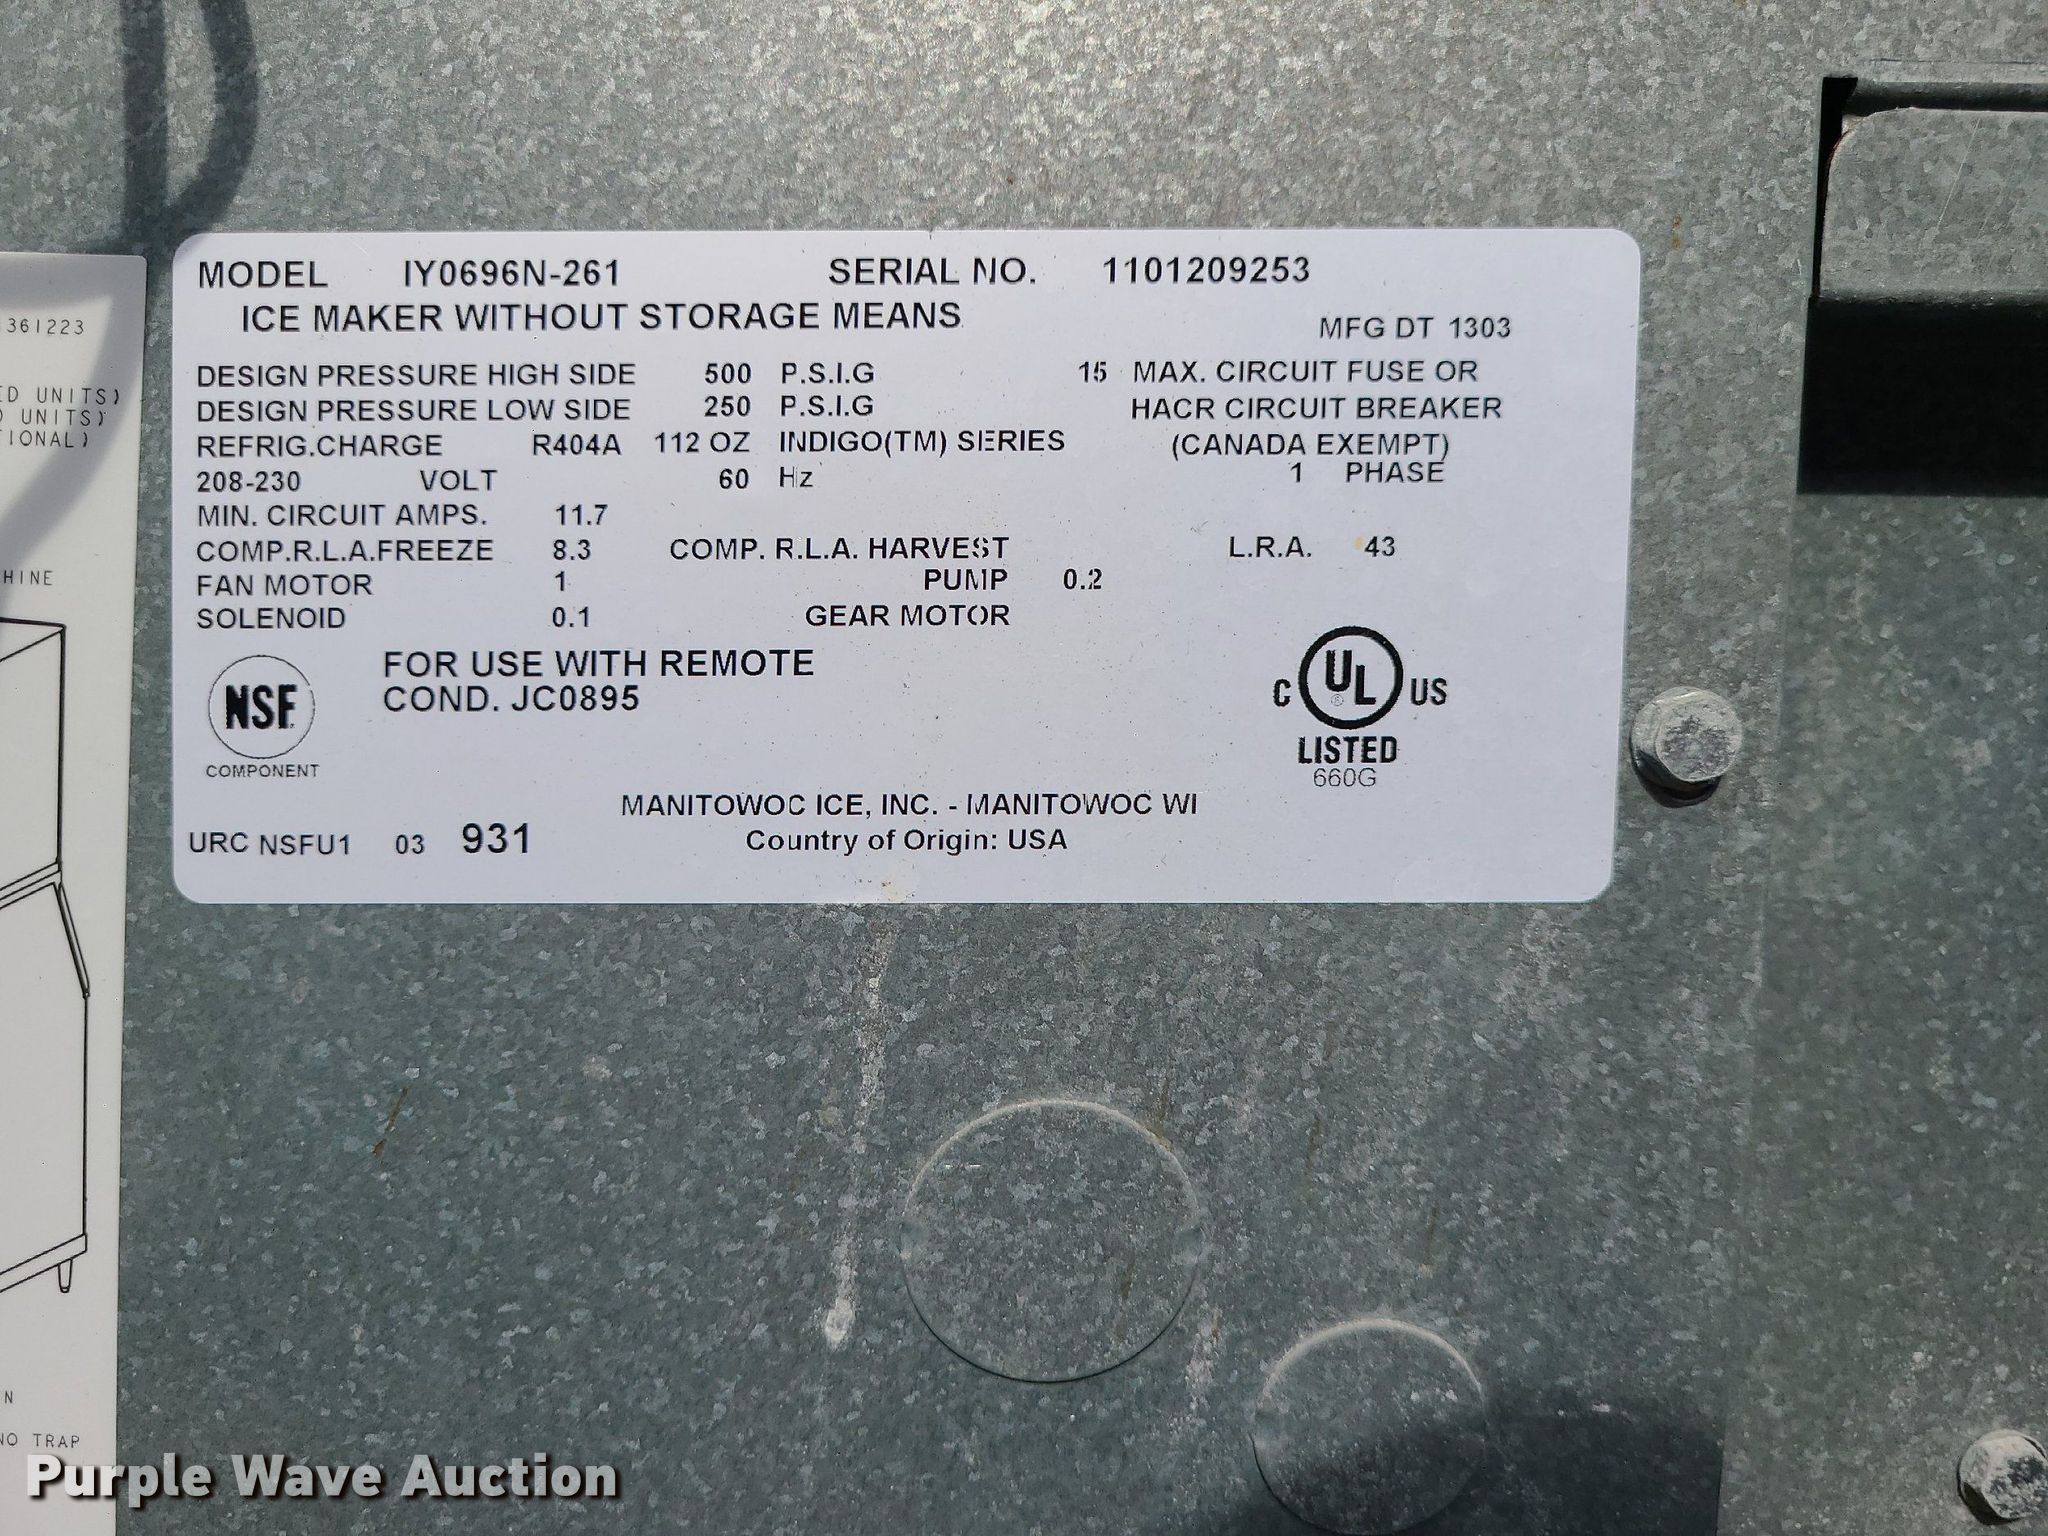 MODEL IY0696N-261 SERIAL NO. 1101209253
ICE MAKER WITHOUT STORAGE MEANS
MFG DT 1303
DESIGN PRESSURE HIGH SIDE 500 P.S.I.G 15 MAX. CIRCUIT FUSE OR
DESIGN PRESSURE LOW SIDE 250 P.S.I.G HACR CIRCUIT BREAKER
REFRIG.CHARGE R404A 112 OZ INDIGO(TM) SERIES (CANADA EXEMPT)
208-230 VOLT 60 Hz 1 PHASE
MIN. CIRCUIT AMPS. 11.7
COMP.R.L.A.FREEZE 8.3 COMP. R.L.A. HARVEST L.R.A. 43
FAN MOTOR 1 PUMP 0.2
SOLENOID 0.1 GEAR MOTOR
FOR USE WITH REMOTE
COND. JC0895
NSF
COMPONENT
C UL US
®
LISTED
660G
MANITOWOC ICE, INC. - MANITOWOC WI
URC NSFU1 03 931 Country of Origin: USA
361223
ED UNITS)
D UNITS)
TIONAL)
HINE
N
NO TRAP
Purple Wave Auction